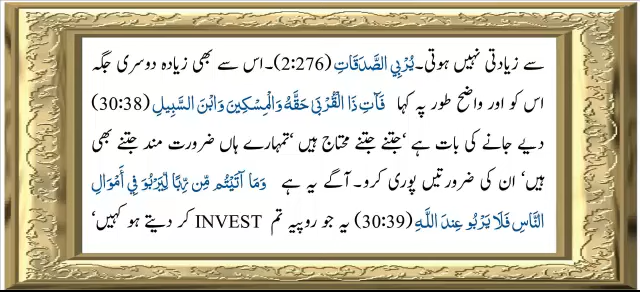 سے زیادتی نہیں ہوتی۔ یُرْبِي الصَّدَقَاتِ (2:276)۔ اس سے بھی زیادہ دوسری جگہ
اس کو اور واضح طور پہ کہا فَآتِ ذَا الْقُرْبَىٰ حَقَّهُ وَالْمِسْكِينَ وَابْنَ السَّبِيلِ (30:38)
دیے جانے کی بات ہے ’جتنے جتنے محتاج ہیں‘ تمہارے ہاں ضرورت مند جتنے بھی
ہیں‘ ان کی ضرورتیں پوری کرو۔ آگے یہ ہے وَمَا آتَيْتُم مِّن رِّبًا لِّيَرْبُوَ فِي أَمْوَالِ
النَّاسِ فَلَا يَرْبُو عِندَ اللَّهِ (30:39) یہ جو روپیہ تم INVEST کر دیتے ہو کہیں‘